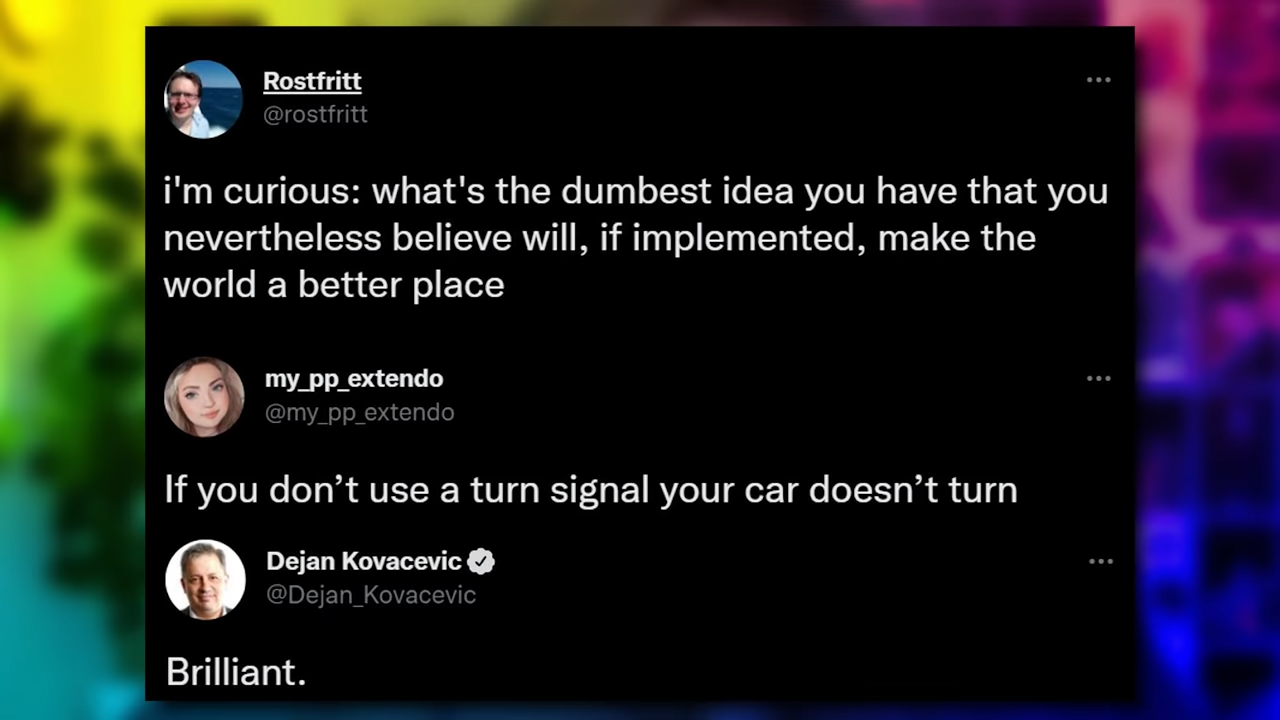 Rostfritt
@rostfritt
i'm curious: what's the dumbest idea you have that you
nevertheless believe will, if implemented, make the
world a better place
my_pp_extendo
@my_pp_extendo
If you don’t use a turn signal your car doesn’t turn
Dejan Kovacevic
@Dejan_Kovacevic
Brilliant.